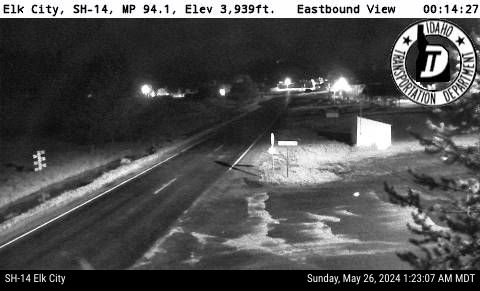 Elk City, SH-14, MP 94.1, Elev 3,939ft. Eastbound View 00:14:27
IDAHO
TRANSPORTATION DEPARTMENT
SH-14 Elk City Sunday, May 26, 2024 1:23:07 AM MDT